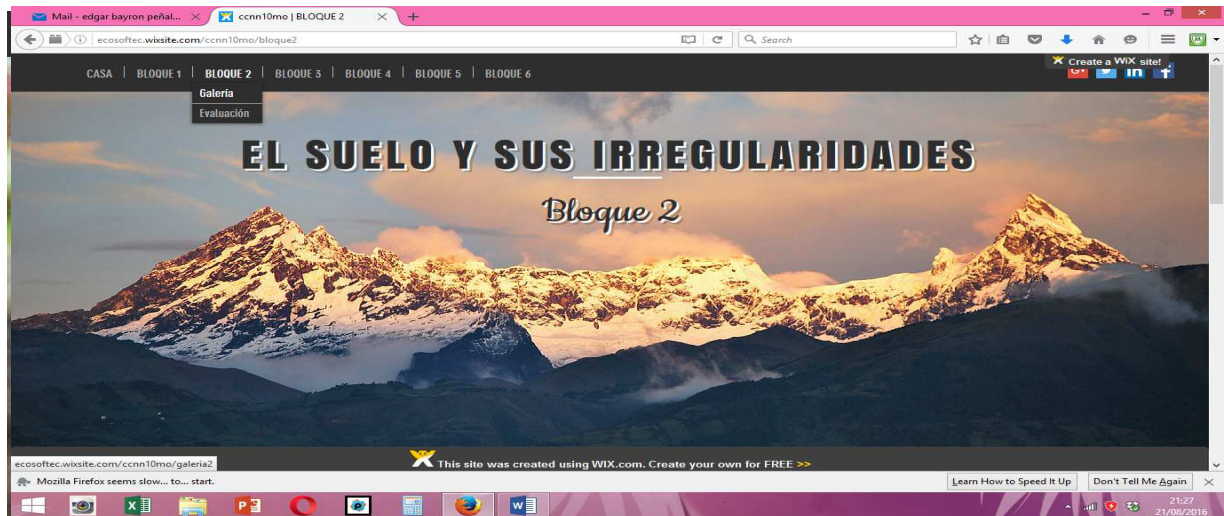 Mail - edgar bayron peñal...
ccnn10mo | BLOQUE 2
ecosoftec.wixsite.com/ccnn10mo/bloque2
Search
CASA | BLOQUE 1 | BLOQUE 2 | BLOQUE 3 | BLOQUE 4 | BLOQUE 5 | BLOQUE 6
Create a WiX site!
Galería
Evaluación
EL SUELO Y SUS IRREGULARIDADES
Bloque 2
ecosoftec.wixsite.com/ccnn10mo/galeria2
This site was created using WIX.com. Create your own for FREE >>
Mozilla Firefox seems slow... to... start.
Learn How to Speed It Up
Don't Tell Me Again
21:27
21/08/2016